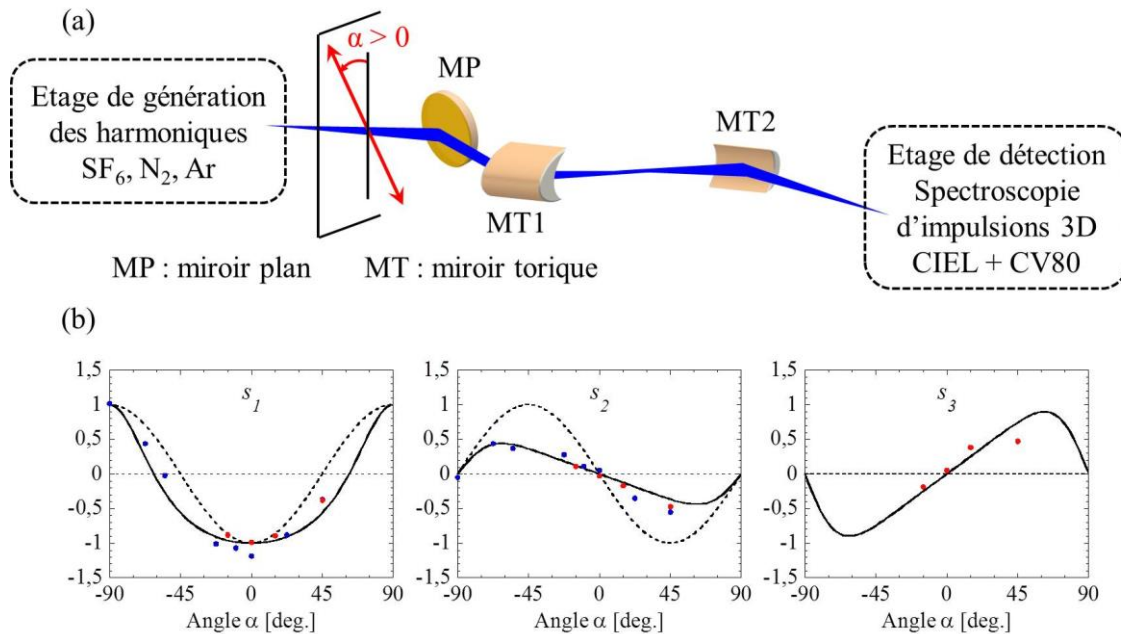 (a)
Etage de génération
des harmoniques
SF₆, N₂, Ar
α > 0
MP
MT1
MT2
Etage de détection
Spectroscopie
d'impulsions 3D
CIEL + CV80
MP : miroir plan MT : miroir torique
(b)
1,5
1
0,5
0
-0,5
-1
-1,5
s₁
-90 -45 0 45 90
Angle α [deg.]
1,5
1
0,5
0
-0,5
-1
-1,5
s₂
-90 -45 0 45 90
Angle α [deg.]
1,5
1
0,5
0
-0,5
-1
-1,5
s₃
-90 -45 0 45 90
Angle α [deg.]